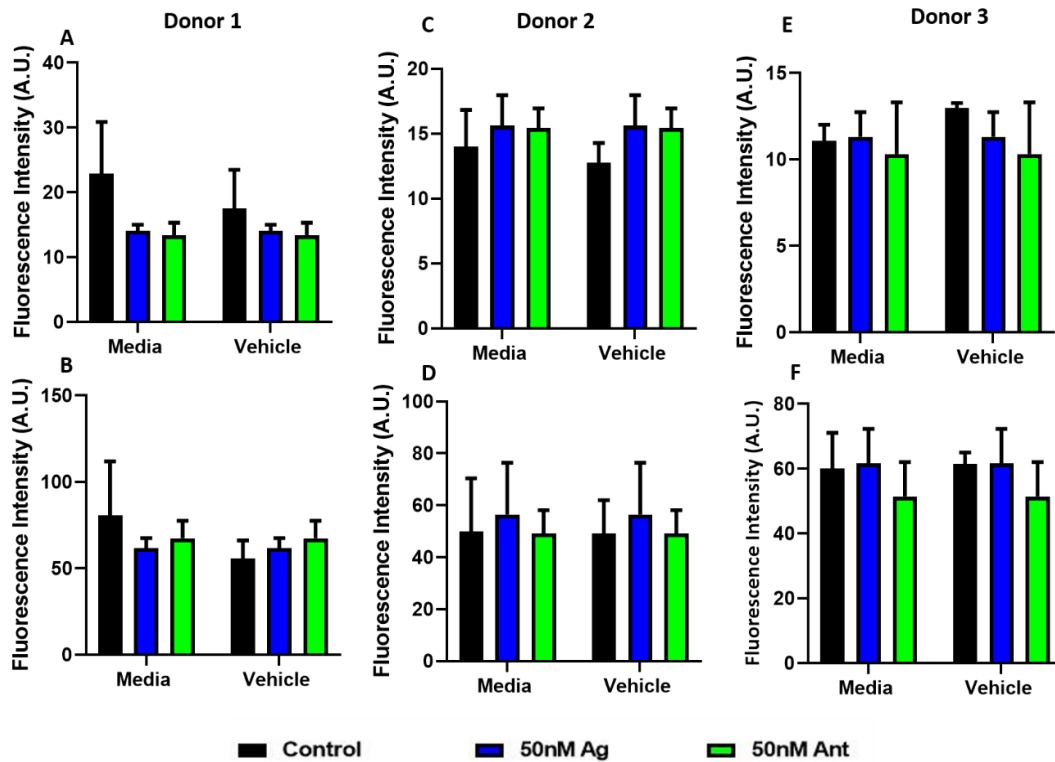 Donor 1
Donor 2
Donor 3
A
Fluorescence Intensity (A.U.)
40
30
20
10
0
Media
Vehicle
C
Fluorescence Intensity (A.U.)
20
15
10
5
0
Media
Vehicle
E
Fluorescence Intensity (A.U.)
15
10
5
0
Media
Vehicle
B
Fluorescence Intensity (A.U.)
150
100
50
0
Media
Vehicle
D
Fluorescence Intensity (A.U.)
100
80
60
40
20
0
Media
Vehicle
F
Fluorescence Intensity (A.U.)
80
60
40
20
0
Media
Vehicle
Control
50nM Ag
50nM Ant